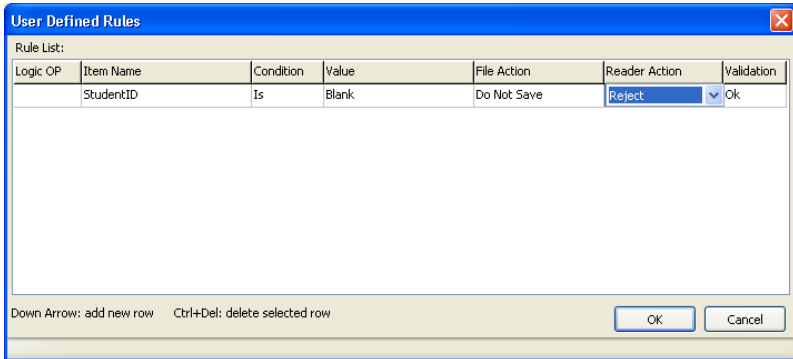 User Defined Rules
Rule List:
Logic OP Item Name Condition Value File Action Reader Action Validation
StudentID Is Blank Do Not Save Reject Ok
Down Arrow: add new row Ctrl+Del: delete selected row OK Cancel